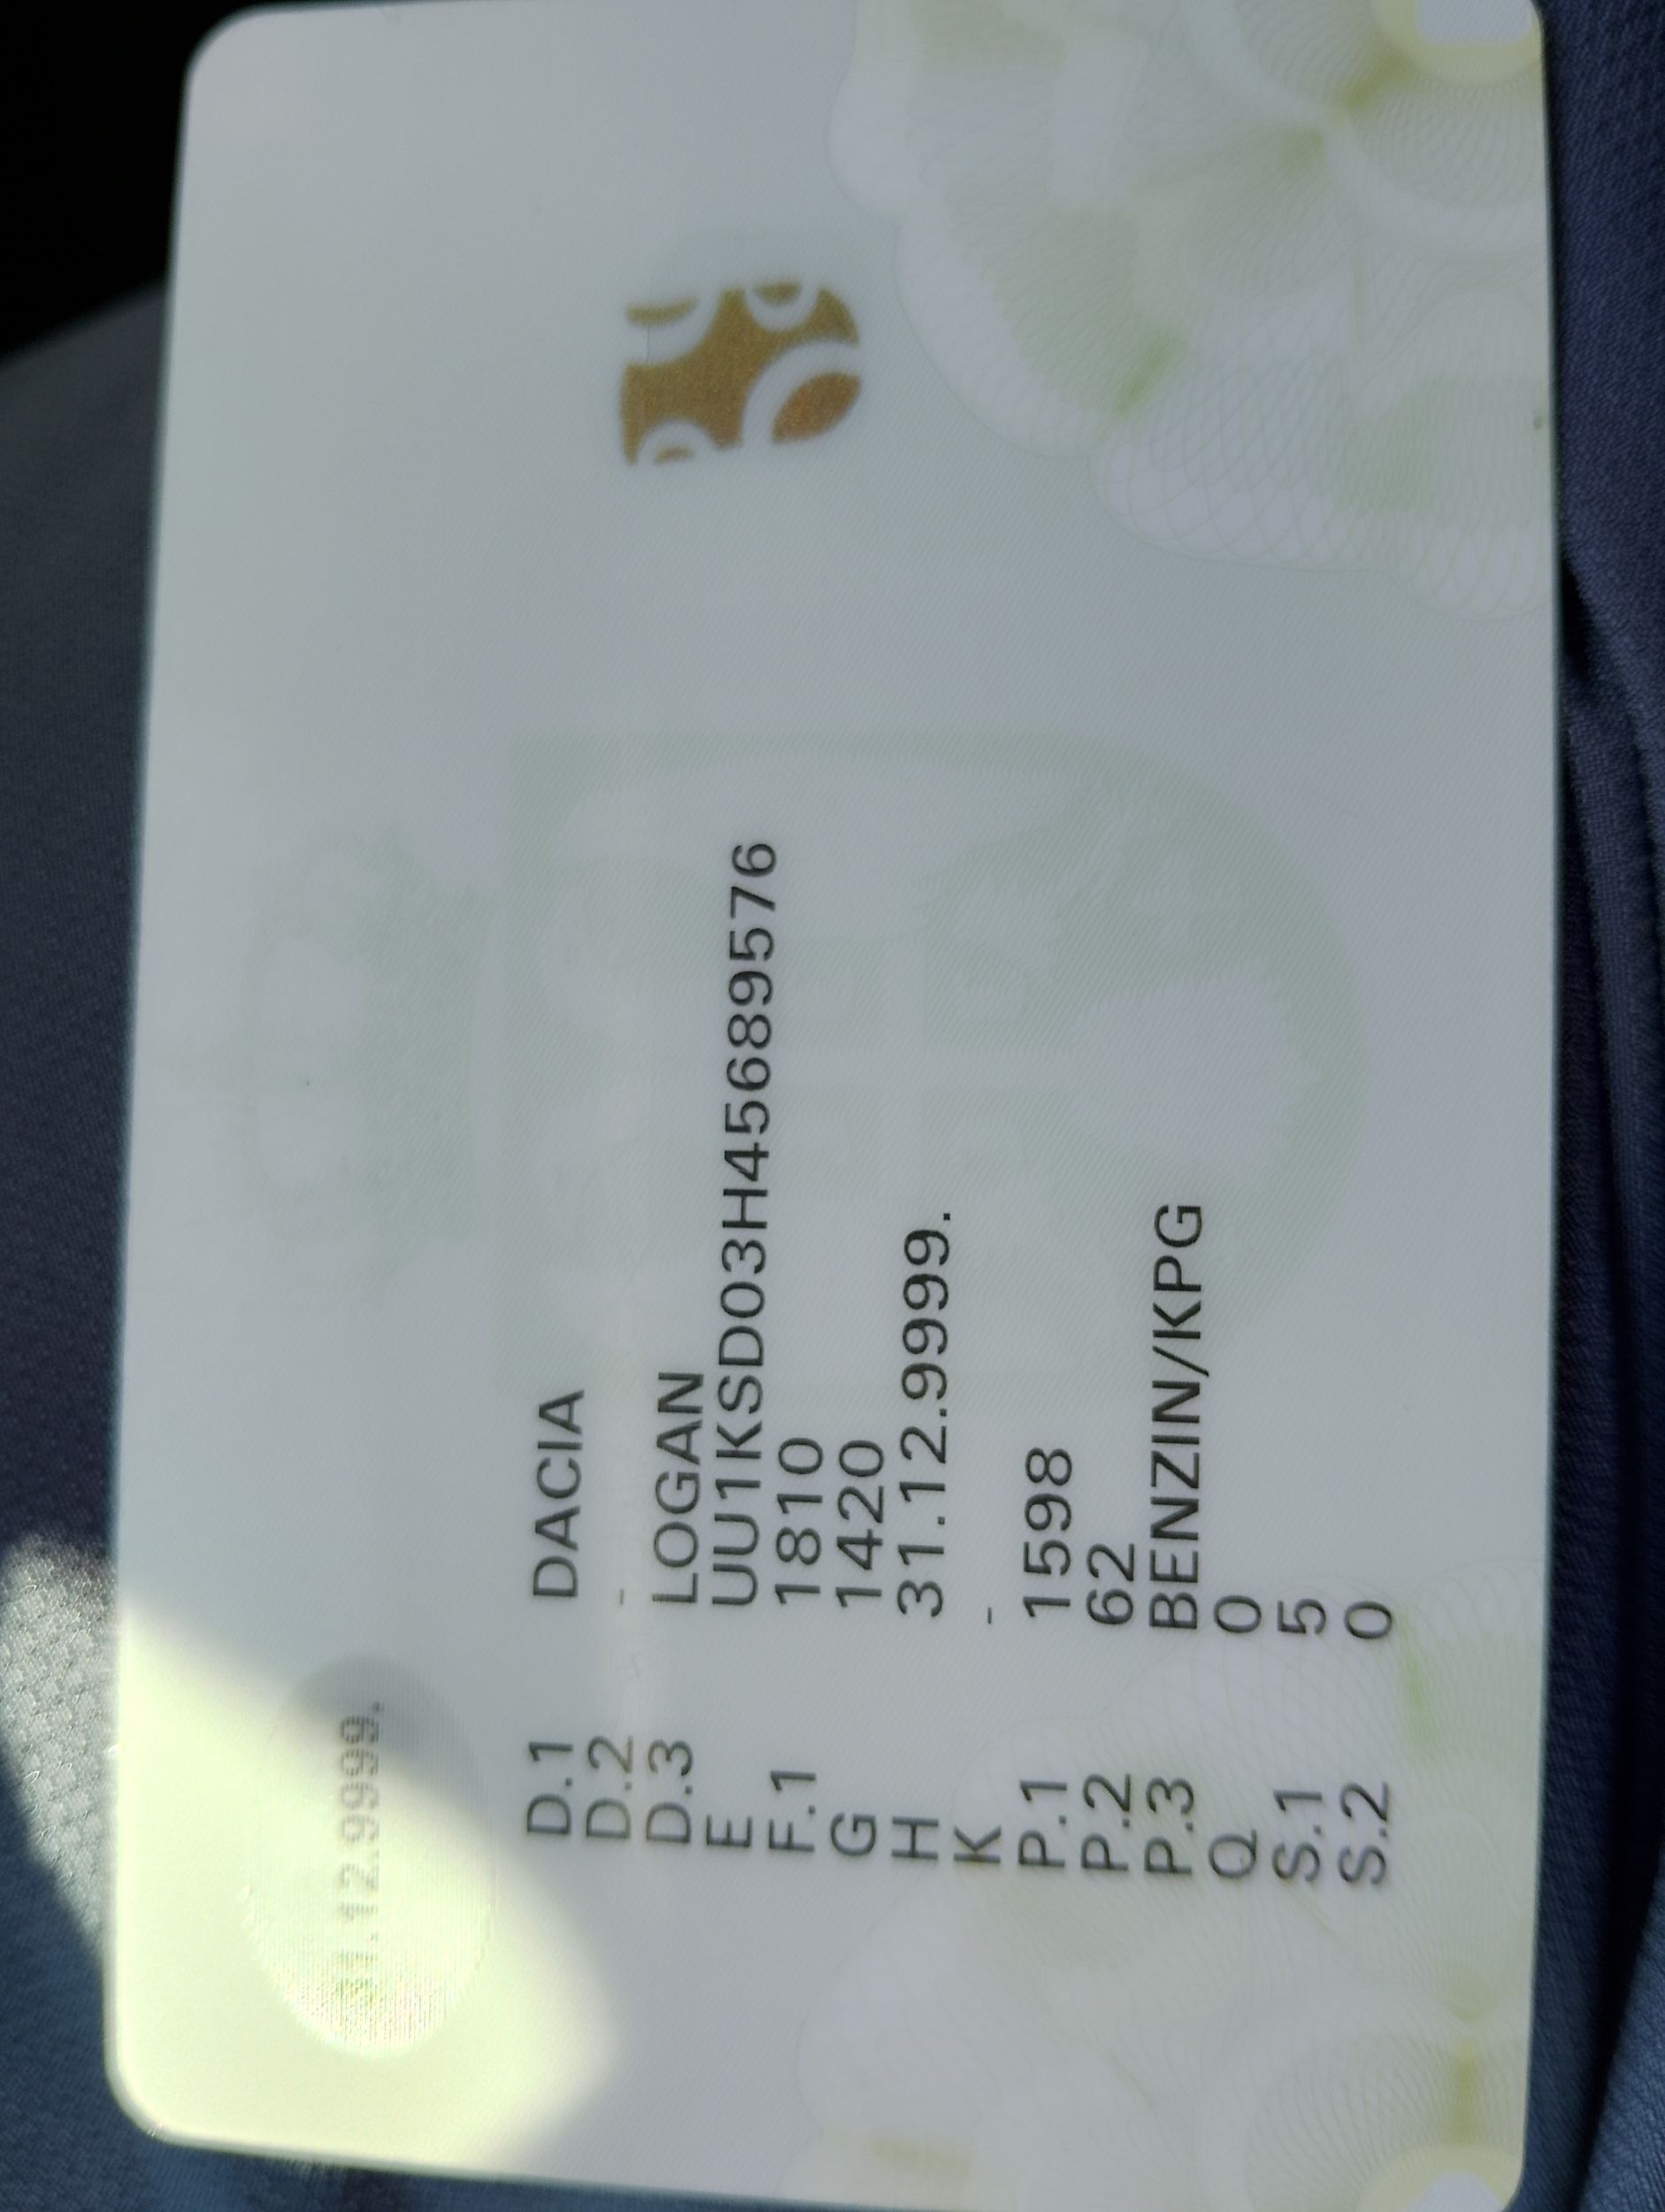 31.12.9999.
D.1 DACIA
D.2 -
D.3 LOGAN
E UU1KSD03H45689576
F.1 1810
G 1420
H 31.12.9999.
K -
P.1 1598
P.2 62
P.3 BENZIN/KPG
Q 0
S.1 5
S.2 0